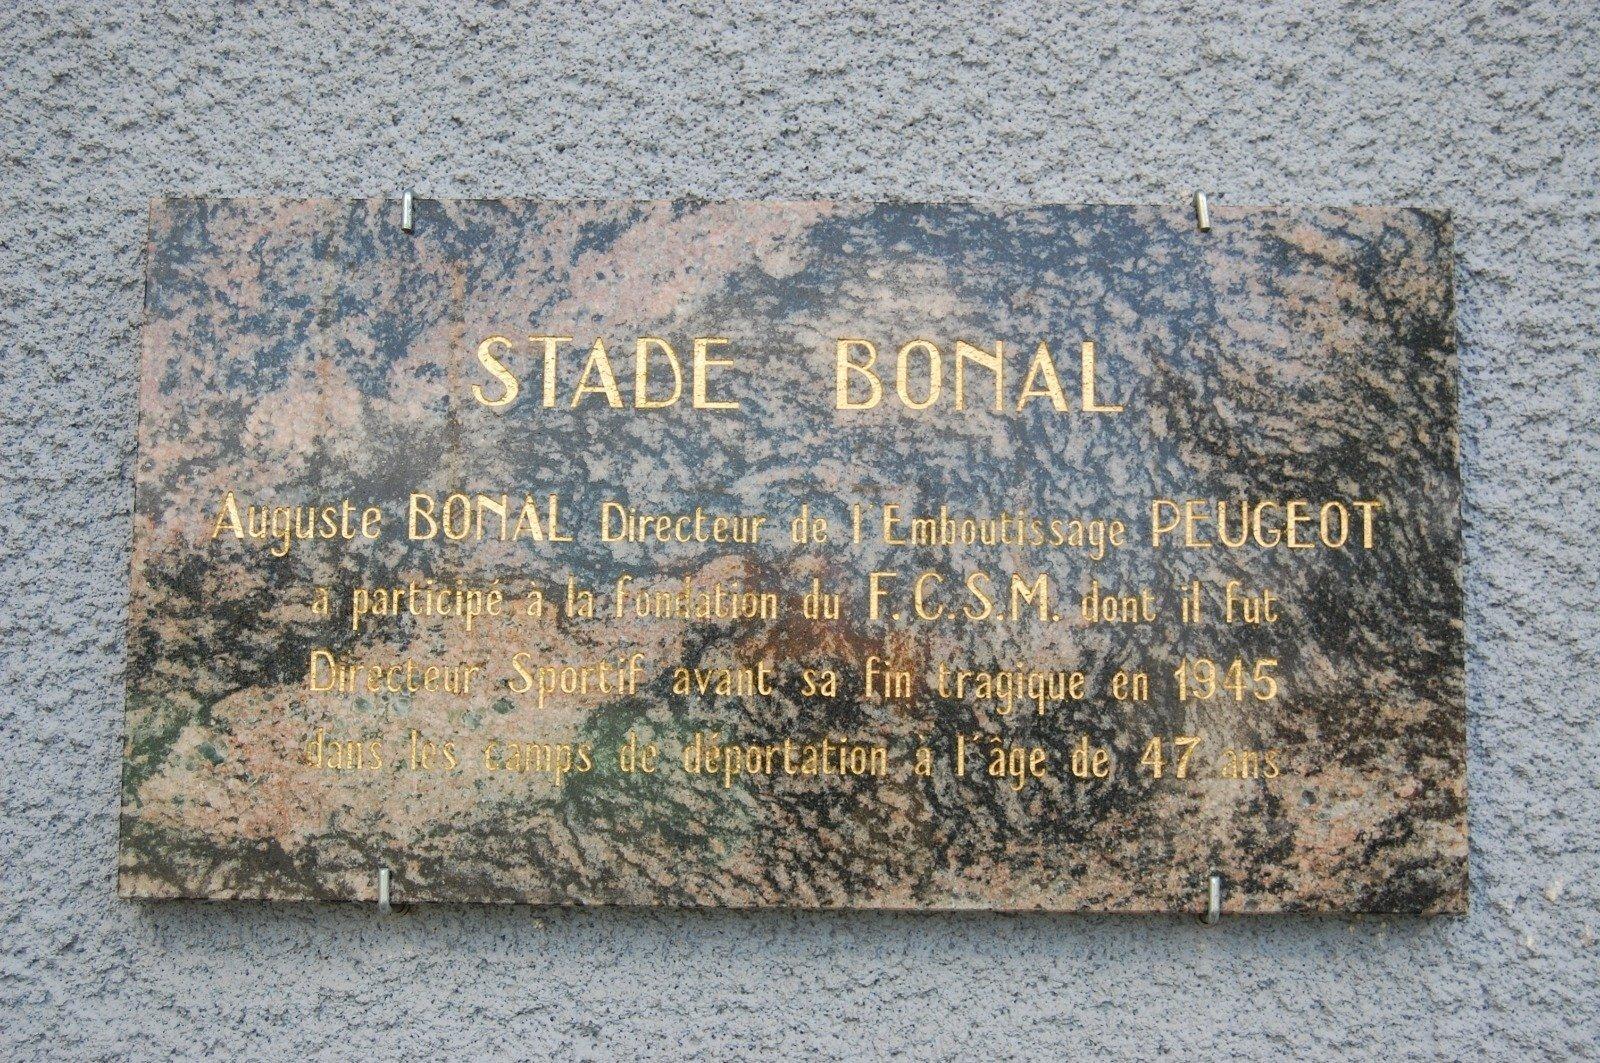 STADE BONAL
Auguste BONAL Directeur de l'Emboutissage PEUGEOT
a participé à la fondation du F.C.S.M. dont il fut
Directeur Sportif avant sa fin tragique en 1945
dans les camps de déportation à l'âge de 47 ans